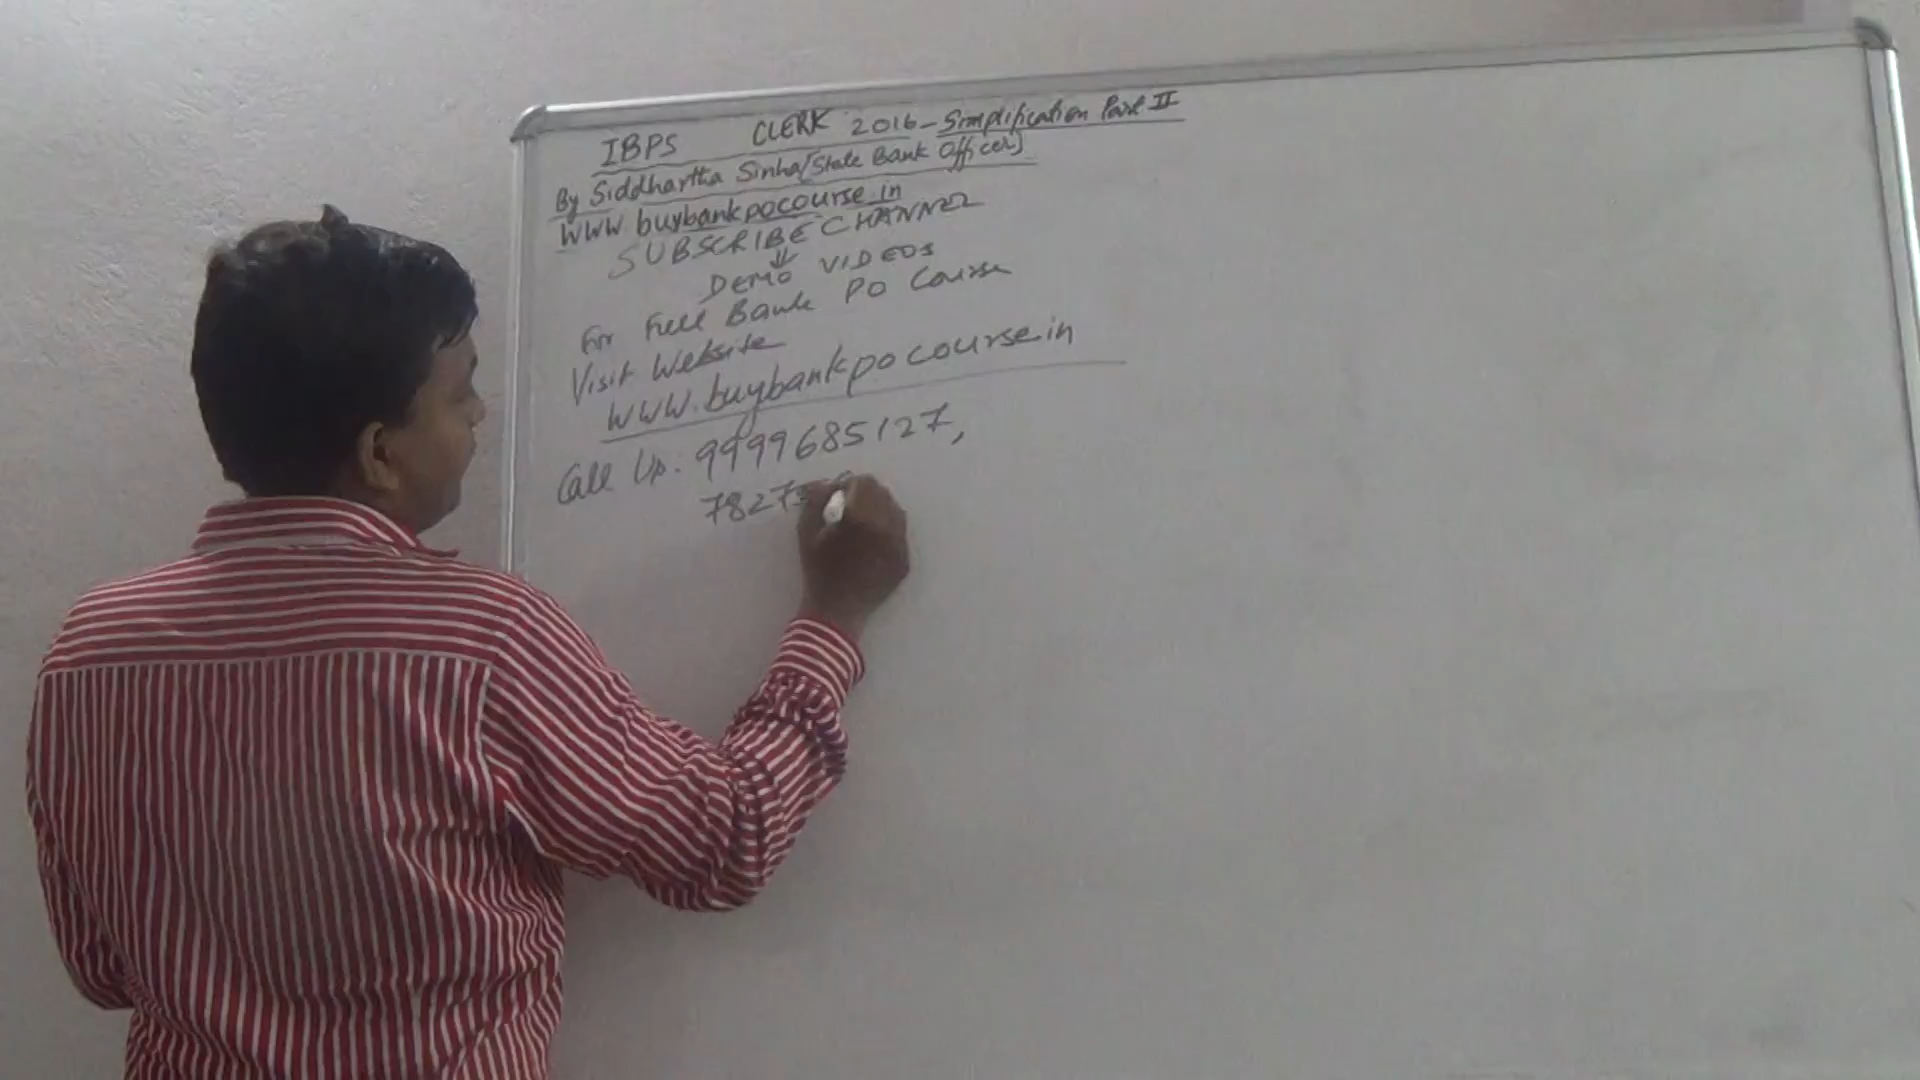 IBPS CLERK 2016 - Simplification Part II
By Siddhartha Sinha [State Bank Officer]
www.buybankpocourse.in
SUBSCRIBE CHANNEL
⇓
DEMO VIDEOS
For Full Bank PO Course
Visit Website
www.buybankpocourse.in
Call Up. 9999685127,
7827